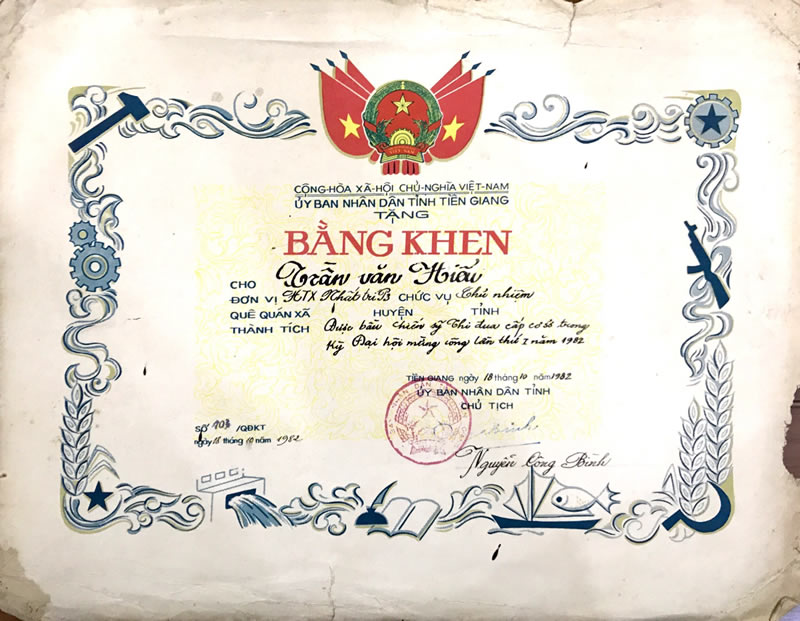 VIỆT NAM
CỘNG-HÒA XÃ-HỘI CHỦ-NGHĨA VIỆT-NAM
ỦY BAN NHÂN DÂN TỈNH TIỀN GIANG
TẶNG
BẰNG KHEN
CHO Trần văn Hiếu
ĐƠN VỊ HTX Nhất trí B CHỨC VỤ Chủ nhiệm
QUÊ QUÁN XÃ HUYỆN TỈNH
THÀNH TÍCH Được bầu chiến sỹ Thi đua cấp cơ sở trong
Kỳ Đại hội mừng công lần thứ I năm 1982
TIỀN GIANG ngày 18 tháng 10 năm 1982
ỦY BAN NHÂN DÂN TỈNH
CHỦ TỊCH
SỐ /QĐKT
ngày 18 tháng 10 năm 1982
Nguyễn Công Bình